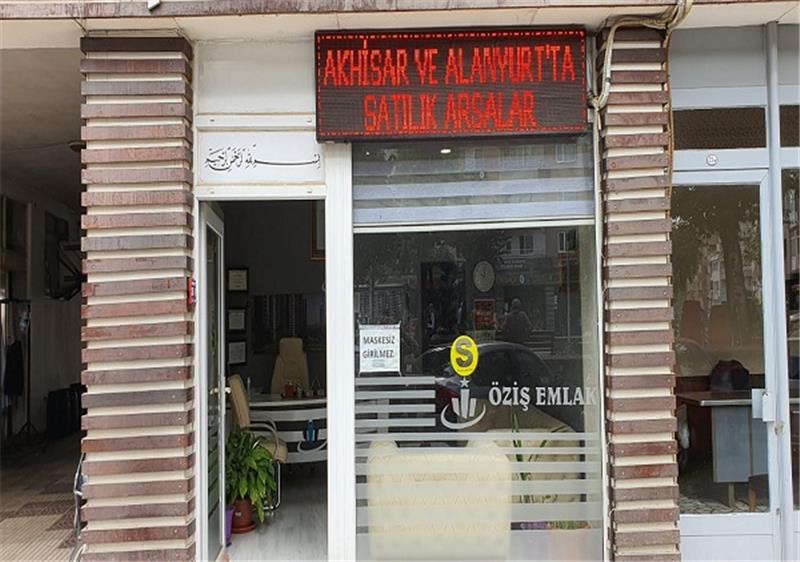 AKHİSAR VE ALANYURT'TA
SATILIK ARSALAR
بسم الله الرحمن الرحيم
MASKESİZ
GİRİLMEZ
S
ÖZİŞ EMLAK